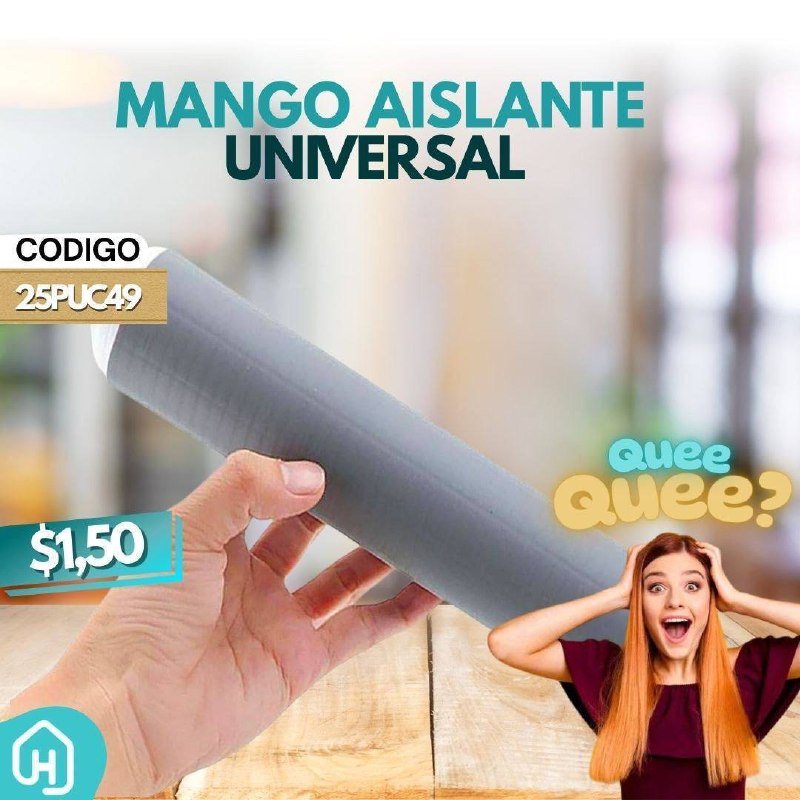 MANGO AISLANTE
UNIVERSAL
CODIGO
25PUC49
$1,50
Quee
Quee?
H